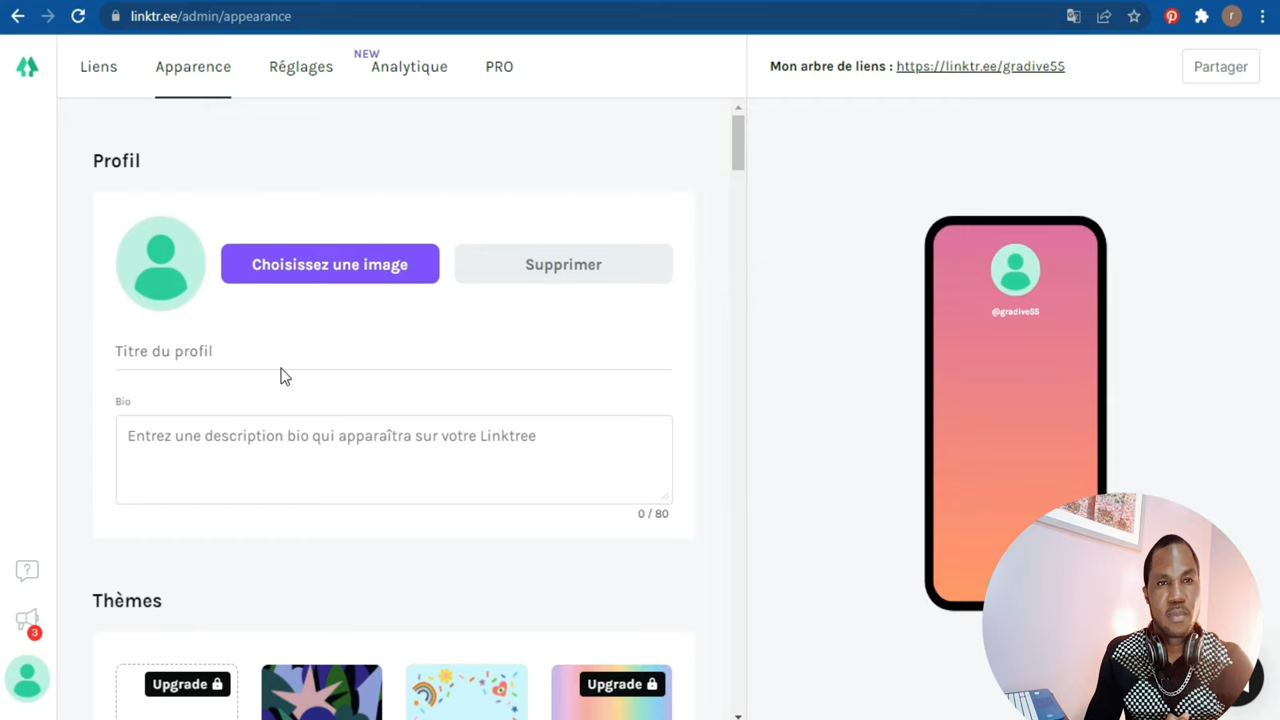 linktr.ee/admin/appearance
r
Liens
Apparence
Réglages
NEW
Analytique
PRO
Mon arbre de liens : https://linktr.ee/gradive55
Partager
Profil
Choisissez une image
Supprimer
Titre du profil
Bio
Entrez une description bio qui apparaîtra sur votre Linktree
0 / 80
@gradive55
?
3
Thèmes
Upgrade
Upgrade